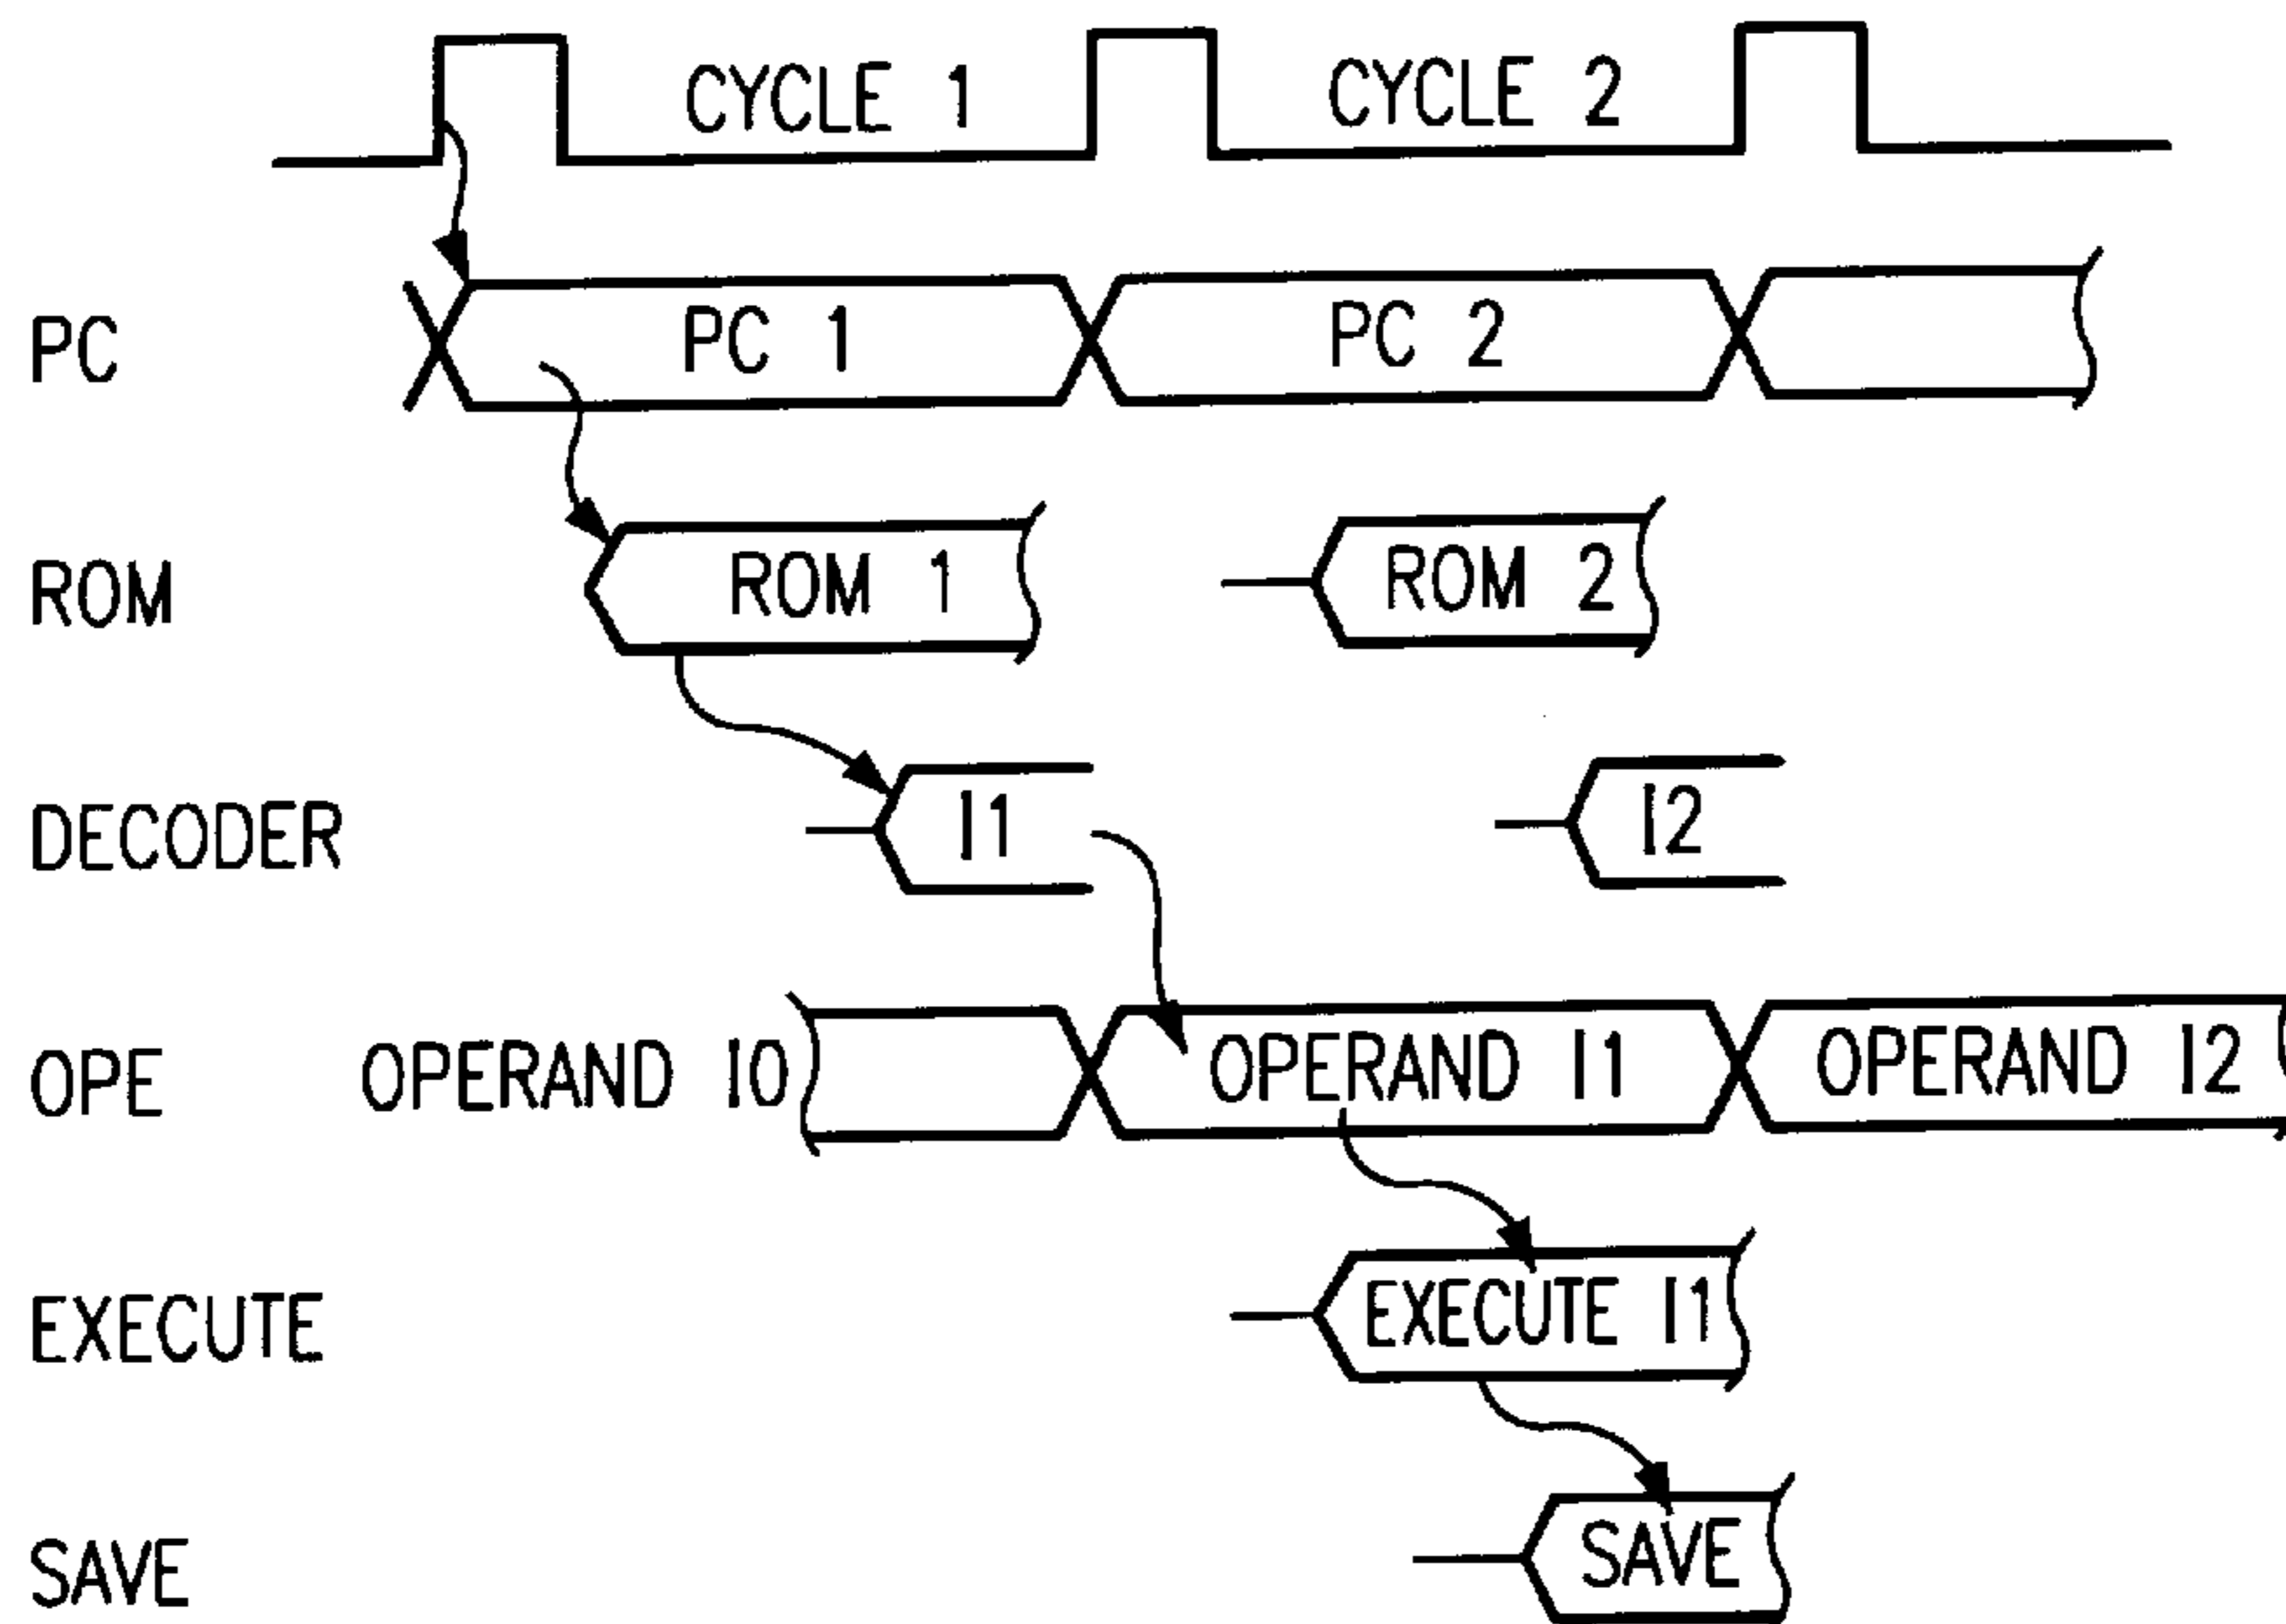 CYCLE 1 CYCLE 2
PC PC 1 PC 2
ROM ROM 1 ROM 2
DECODER I1 I2
OPE OPERAND I0 OPERAND I1 OPERAND I2
EXECUTE EXECUTE I1
SAVE SAVE